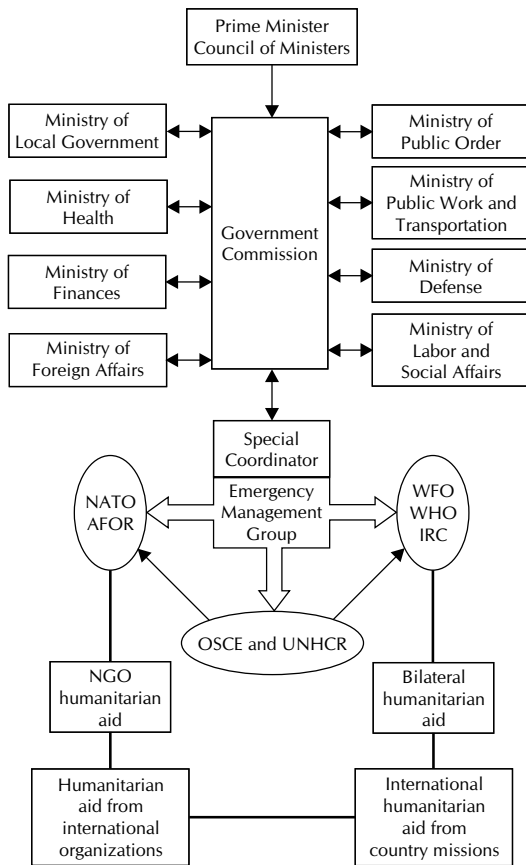 Prime Minister
Council of Ministers
Ministry of
Local Government
Ministry of
Health
Ministry of
Finances
Ministry of
Foreign Affairs
Government
Commission
Ministry of
Public Order
Ministry of
Public Work and
Transportation
Ministry of
Defense
Ministry of
Labor and
Social Affairs
Special
Coordinator
Emergency
Management
Group
NATO
AFOR
WFO
WHO
IRC
OSCE and UNHCR
NGO
humanitarian
aid
Bilateral
humanitarian
aid
Humanitarian
aid from
international
organizations
International
humanitarian
aid from
country missions